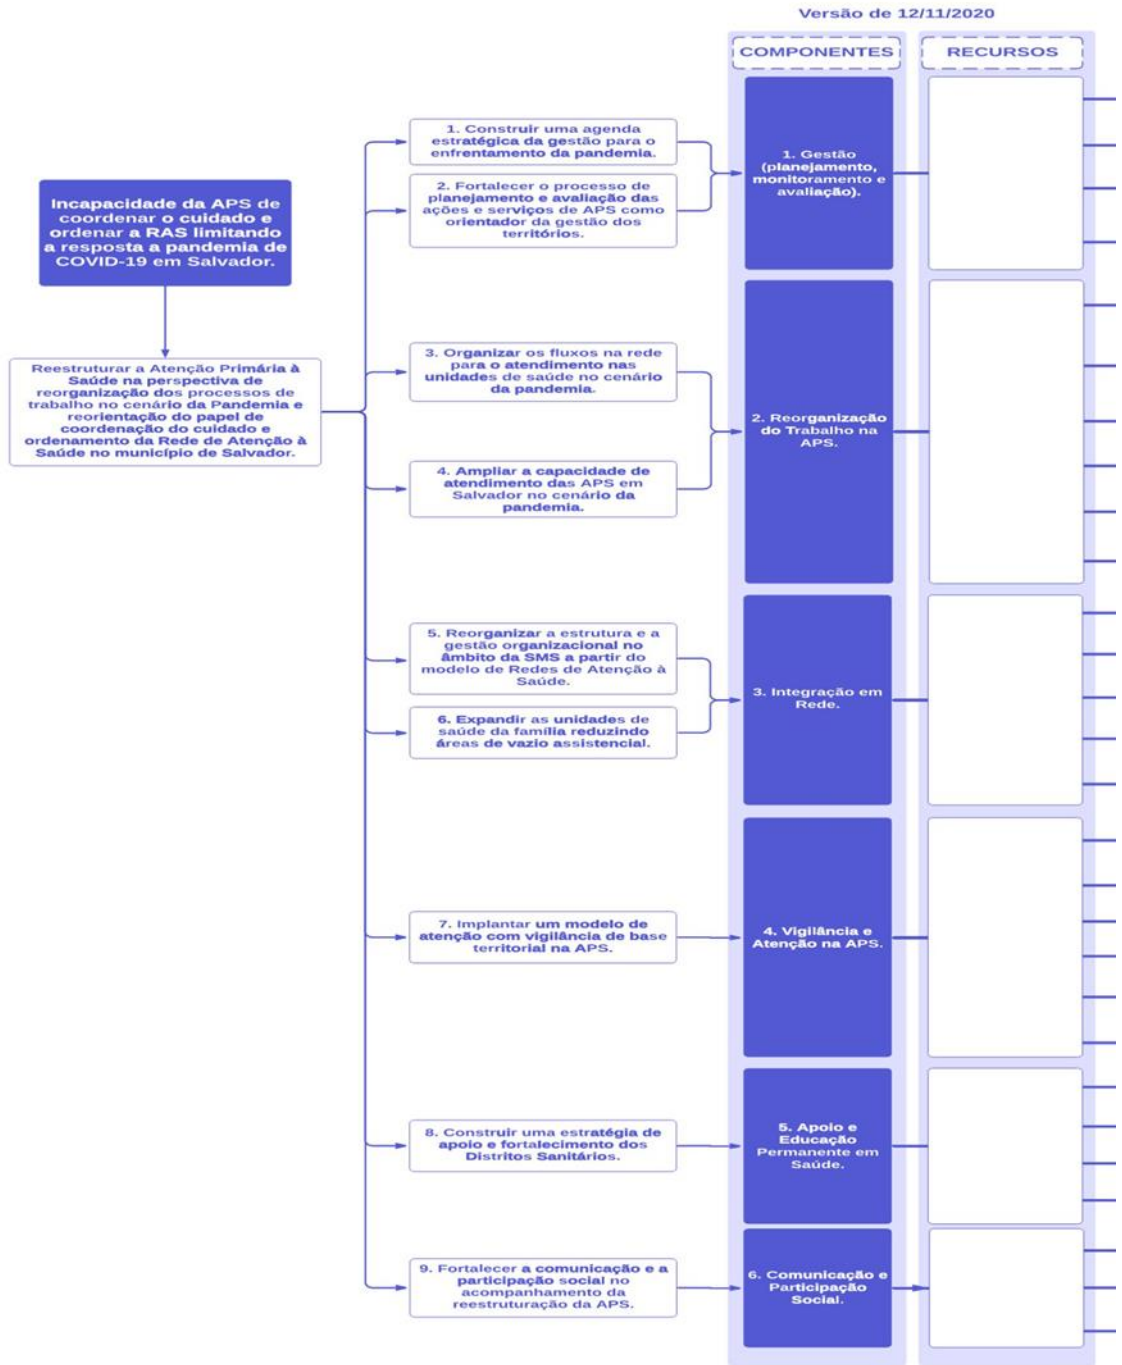 Versão de 12/11/2020
COMPONENTES
RECURSOS
Incapacidade da APS de
coordenar o cuidado e
ordenar a RAS limitando
a resposta a pandemia de
COVID-19 em Salvador.
Reestruturar a Atenção Primária à
Saúde na perspectiva de
reorganização dos processos de
trabalho no cenário da Pandemia e
reorientação do papel de
coordenação do cuidado e
ordenamento da Rede de Atenção à
Saúde no município de Salvador.
1. Construir uma agenda
estratégica da gestão para o
enfrentamento da pandemia.
2. Fortalecer o processo de
planejamento e avaliação das
ações e serviços de APS como
orientador da gestão dos
territórios.
1. Gestão
(planejamento,
monitoramento e
avaliação).
3. Organizar os fluxos na rede
para o atendimento nas
unidades de saúde no cenário
da pandemia.
4. Ampliar a capacidade de
atendimento das APS em
Salvador no cenário da
pandemia.
2. Reorganização
do Trabalho na
APS.
5. Reorganizar a estrutura e a
gestão organizacional no
âmbito da SMS a partir do
modelo de Redes de Atenção à
Saúde.
6. Expandir as unidades de
saúde da família reduzindo
áreas de vazio assistencial.
3. Integração em
Rede.
7. Implantar um modelo de
atenção com vigilância de base
territorial na APS.
4. Vigilância e
Atenção na APS.
8. Construir uma estratégia de
apoio e fortalecimento dos
Distritos Sanitários.
5. Apoio e
Educação
Permanente em
Saúde.
9. Fortalecer a comunicação e a
participação social no
acompanhamento da
reestruturação da APS.
6. Comunicação e
Participação
Social.